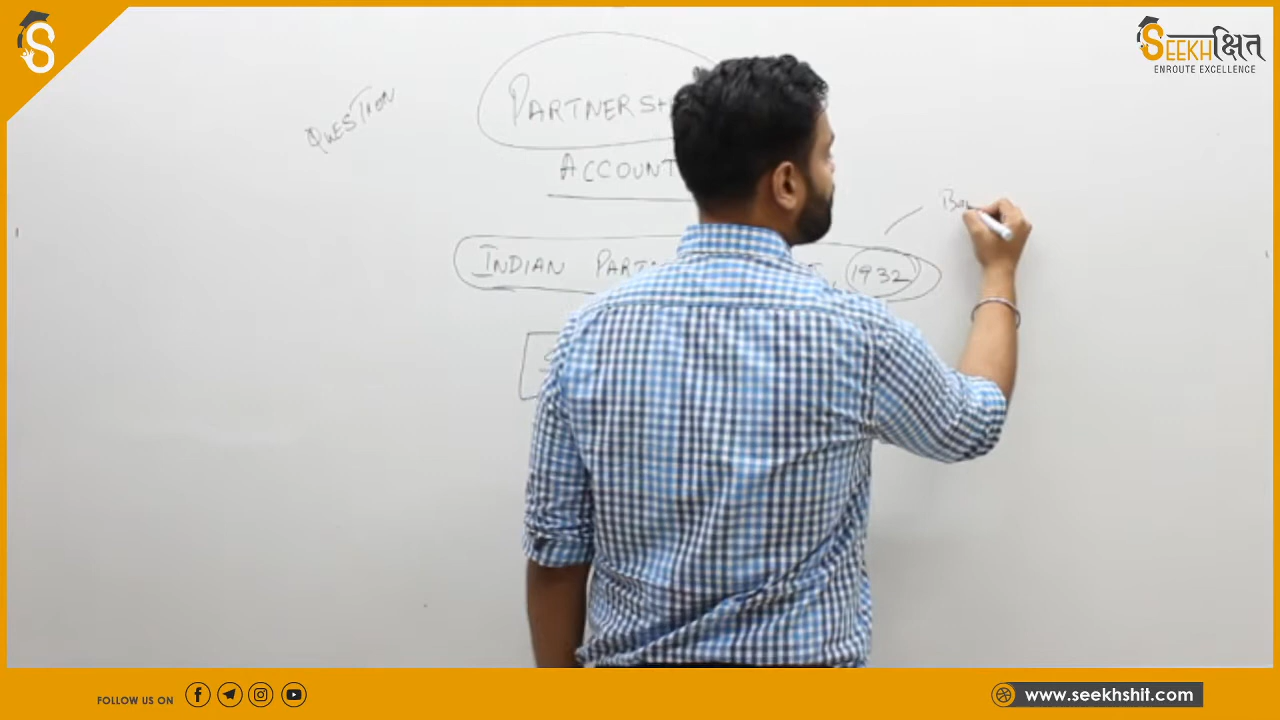 S
SEEKHक्षित
ENROUTE EXCELLENCE
QUESTION
PARTNERSH
ACCOUNT
INDIAN PART
1932
FOLLOW US ON
www.seekhshit.com